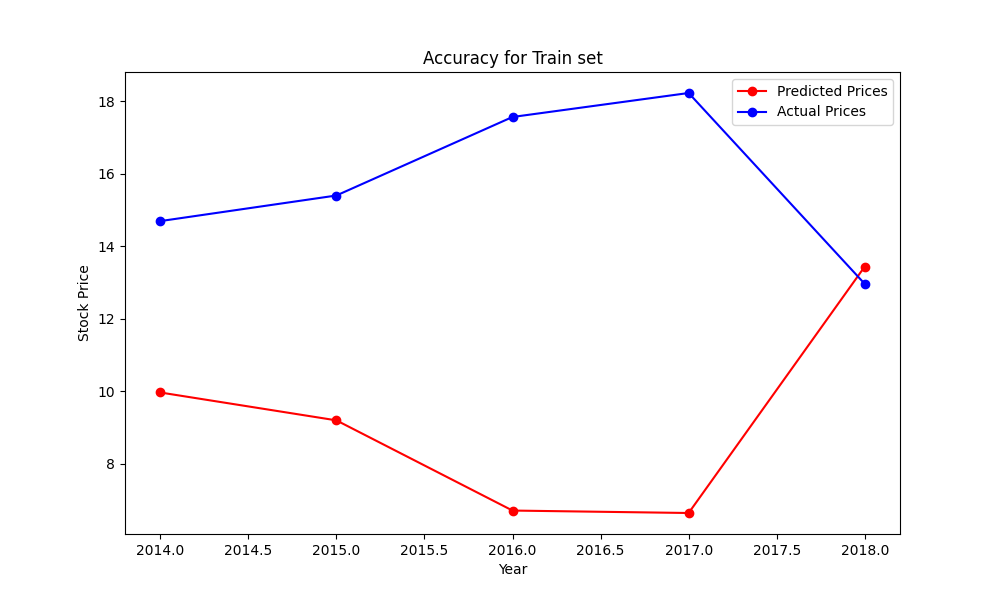 Accuracy for Train set
Predicted Prices
Actual Prices
18
16
14
12
10
8
Stock Price
2014.0 2014.5 2015.0 2015.5 2016.0 2016.5 2017.0 2017.5 2018.0
Year